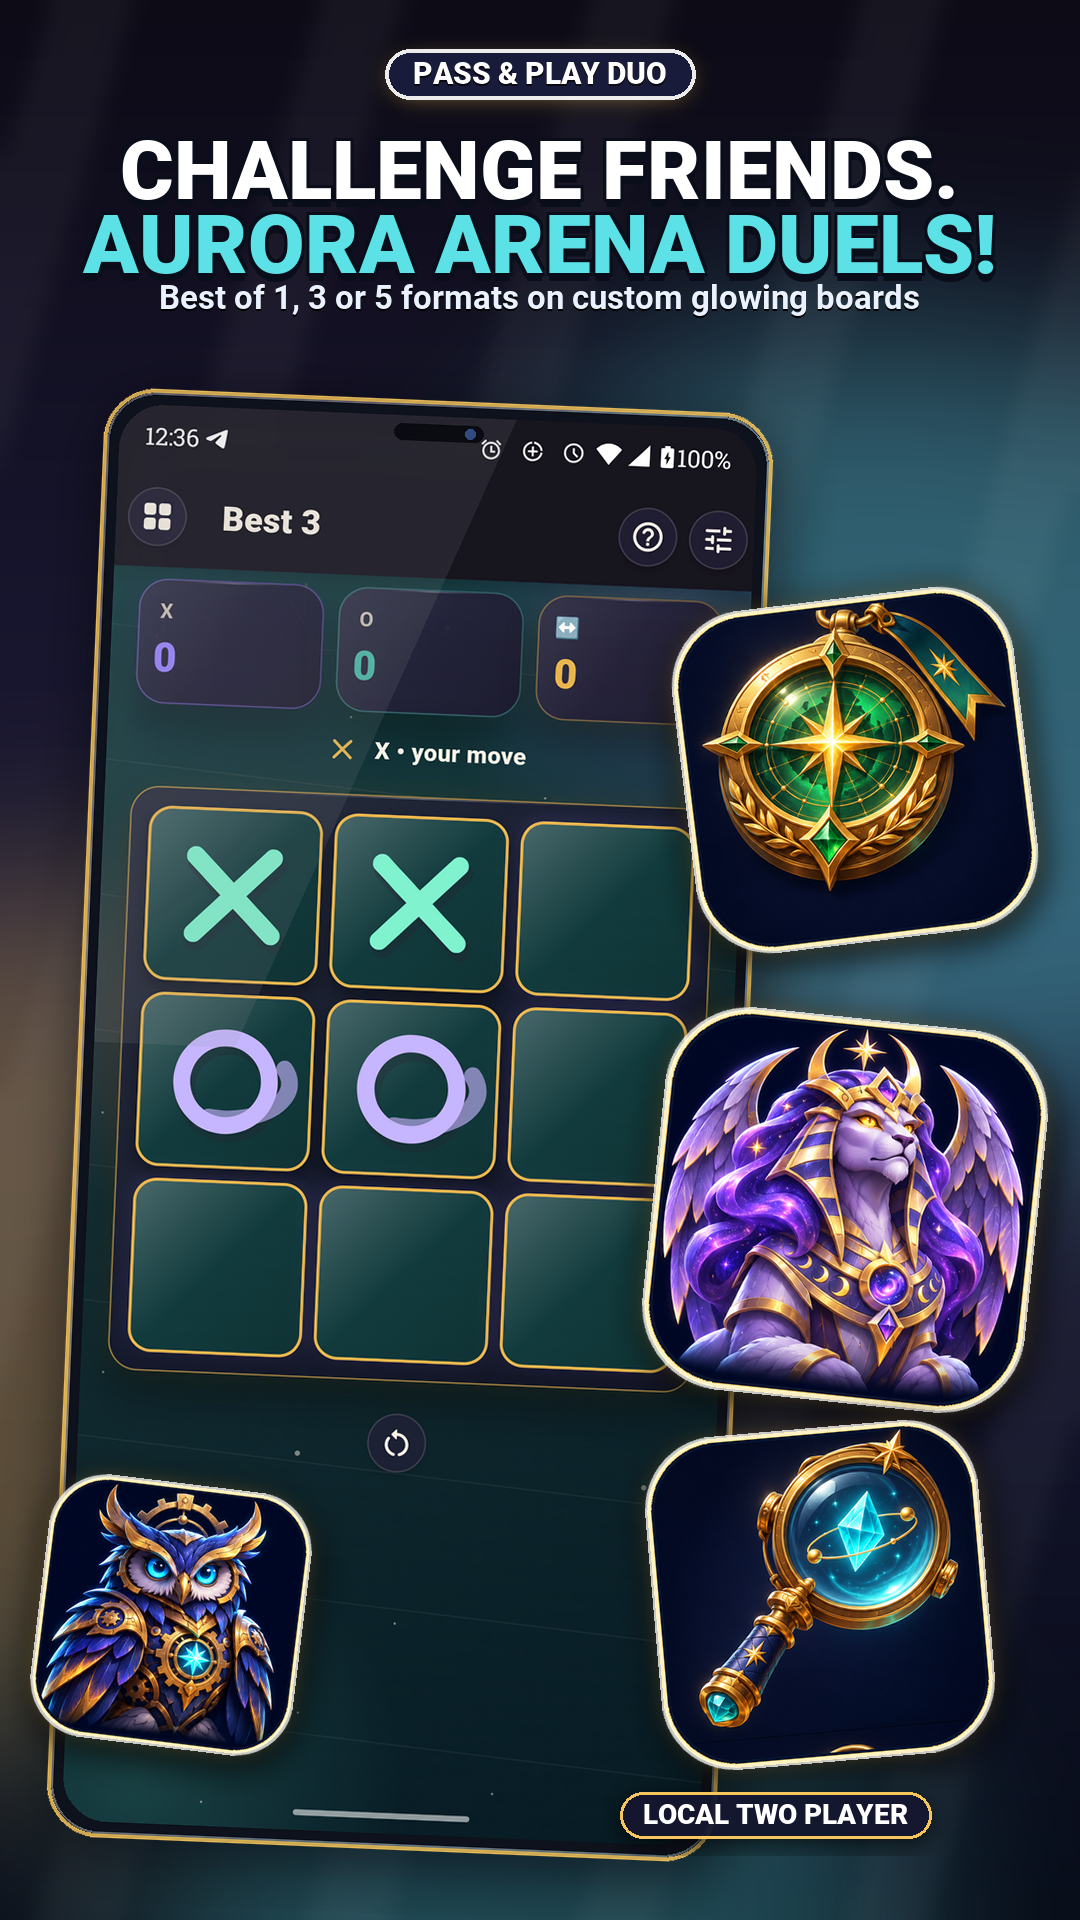 PASS & PLAY DUO
CHALLENGE FRIENDS.
AURORA ARENA DUELS!
Best of 1, 3 or 5 formats on custom glowing boards
12:36 100%
Best 3
X O
0 0 0
X • your move
LOCAL TWO PLAYER